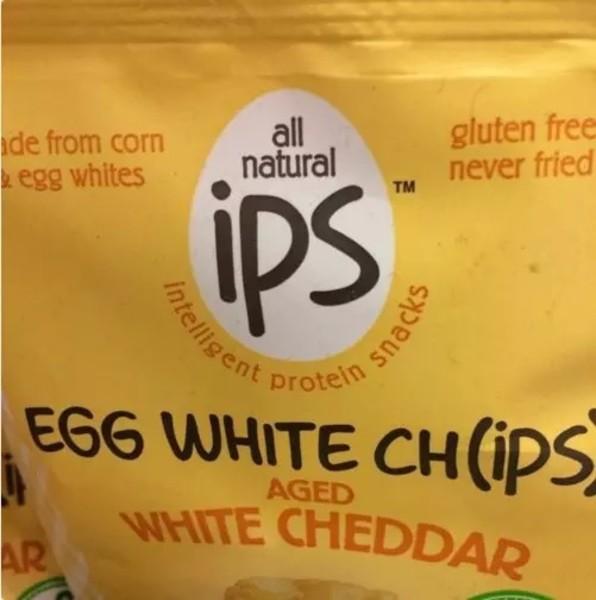 ade from corn
& egg whites
all
natural
ips
TM
intelligent protein snacks
gluten free
never fried
EGG WHITE CH(iPS)
AGED
WHITE CHEDDAR
AR